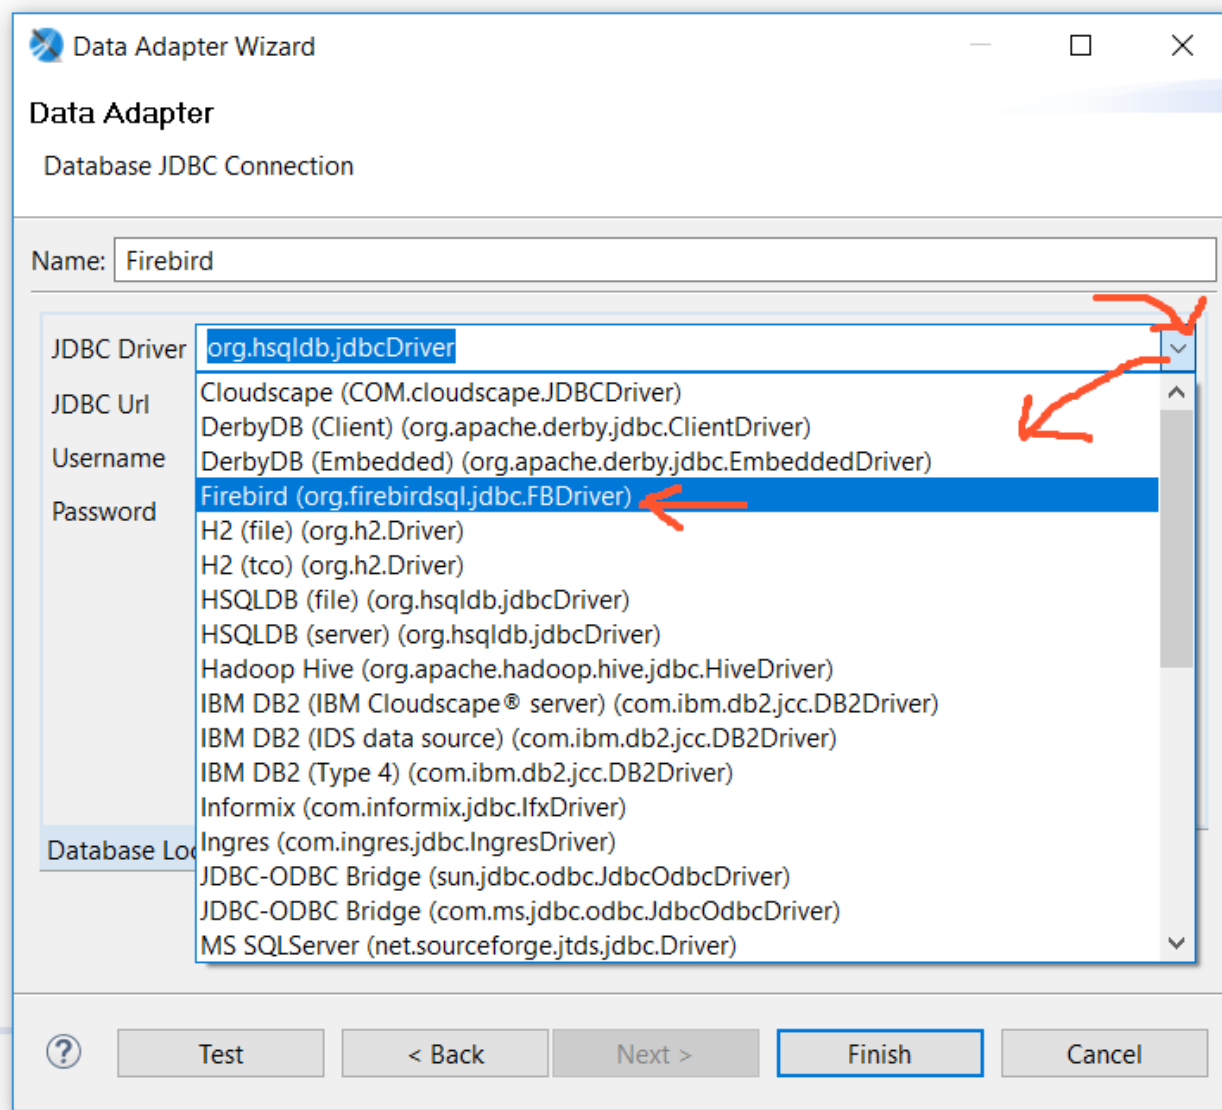 Data Adapter Wizard
Data Adapter
Database JDBC Connection
Name: Firebird
JDBC Driver org.hsqldb.jdbcDriver
JDBC Url
Username
Password
Cloudscape (COM.cloudscape.JDBCDriver)
DerbyDB (Client) (org.apache.derby.jdbc.ClientDriver)
DerbyDB (Embedded) (org.apache.derby.jdbc.EmbeddedDriver)
Firebird (org.firebirdsql.jdbc.FBDriver)
H2 (file) (org.h2.Driver)
H2 (tco) (org.h2.Driver)
HSQLDB (file) (org.hsqldb.jdbcDriver)
HSQLDB (server) (org.hsqldb.jdbcDriver)
Hadoop Hive (org.apache.hadoop.hive.jdbc.HiveDriver)
IBM DB2 (IBM Cloudscape® server) (com.ibm.db2.jcc.DB2Driver)
IBM DB2 (IDS data source) (com.ibm.db2.jcc.DB2Driver)
IBM DB2 (Type 4) (com.ibm.db2.jcc.DB2Driver)
Informix (com.informix.jdbc.IfxDriver)
Ingres (com.ingres.jdbc.IngresDriver)
JDBC-ODBC Bridge (sun.jdbc.odbc.JdbcOdbcDriver)
JDBC-ODBC Bridge (com.ms.jdbc.odbc.JdbcOdbcDriver)
MS SQLServer (net.sourceforge.jtds.jdbc.Driver)
Database
? Test < Back Next > Finish Cancel